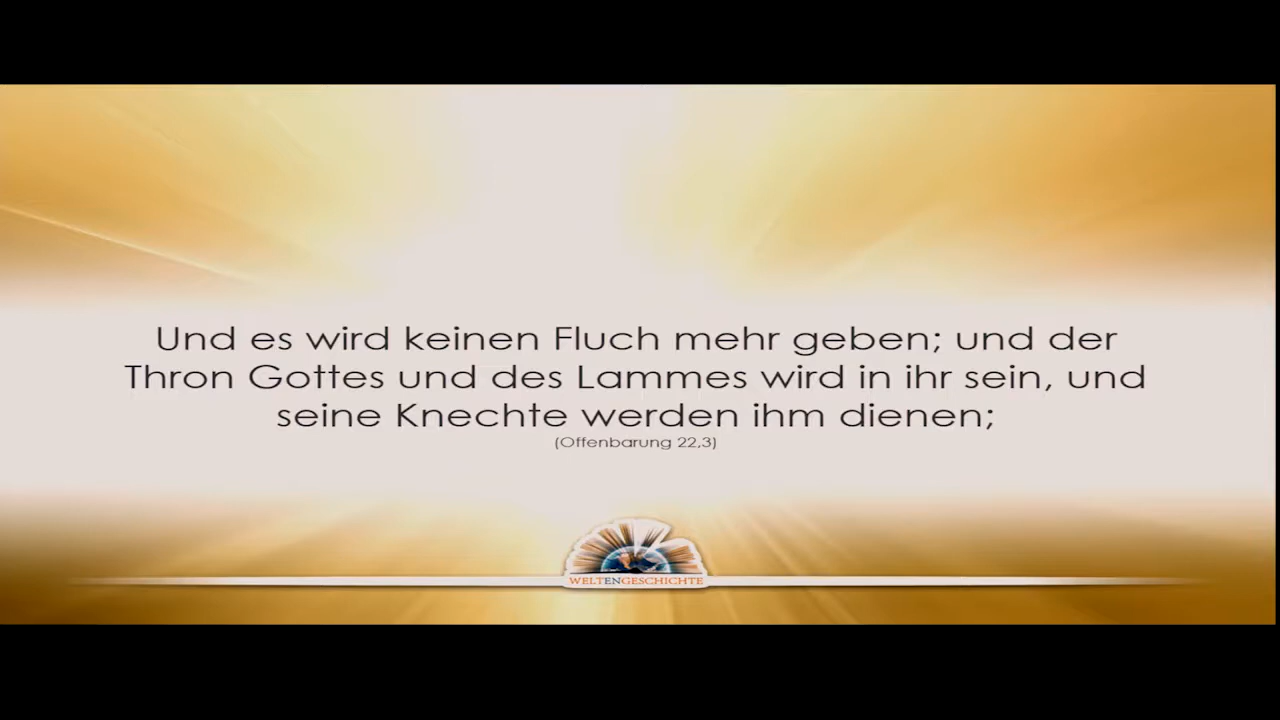 Und es wird keinen Fluch mehr geben; und der
Thron Gottes und des Lammes wird in ihr sein, und
seine Knechte werden ihm dienen;
(Offenbarung 22,3)
WELTENGESCHICHTE